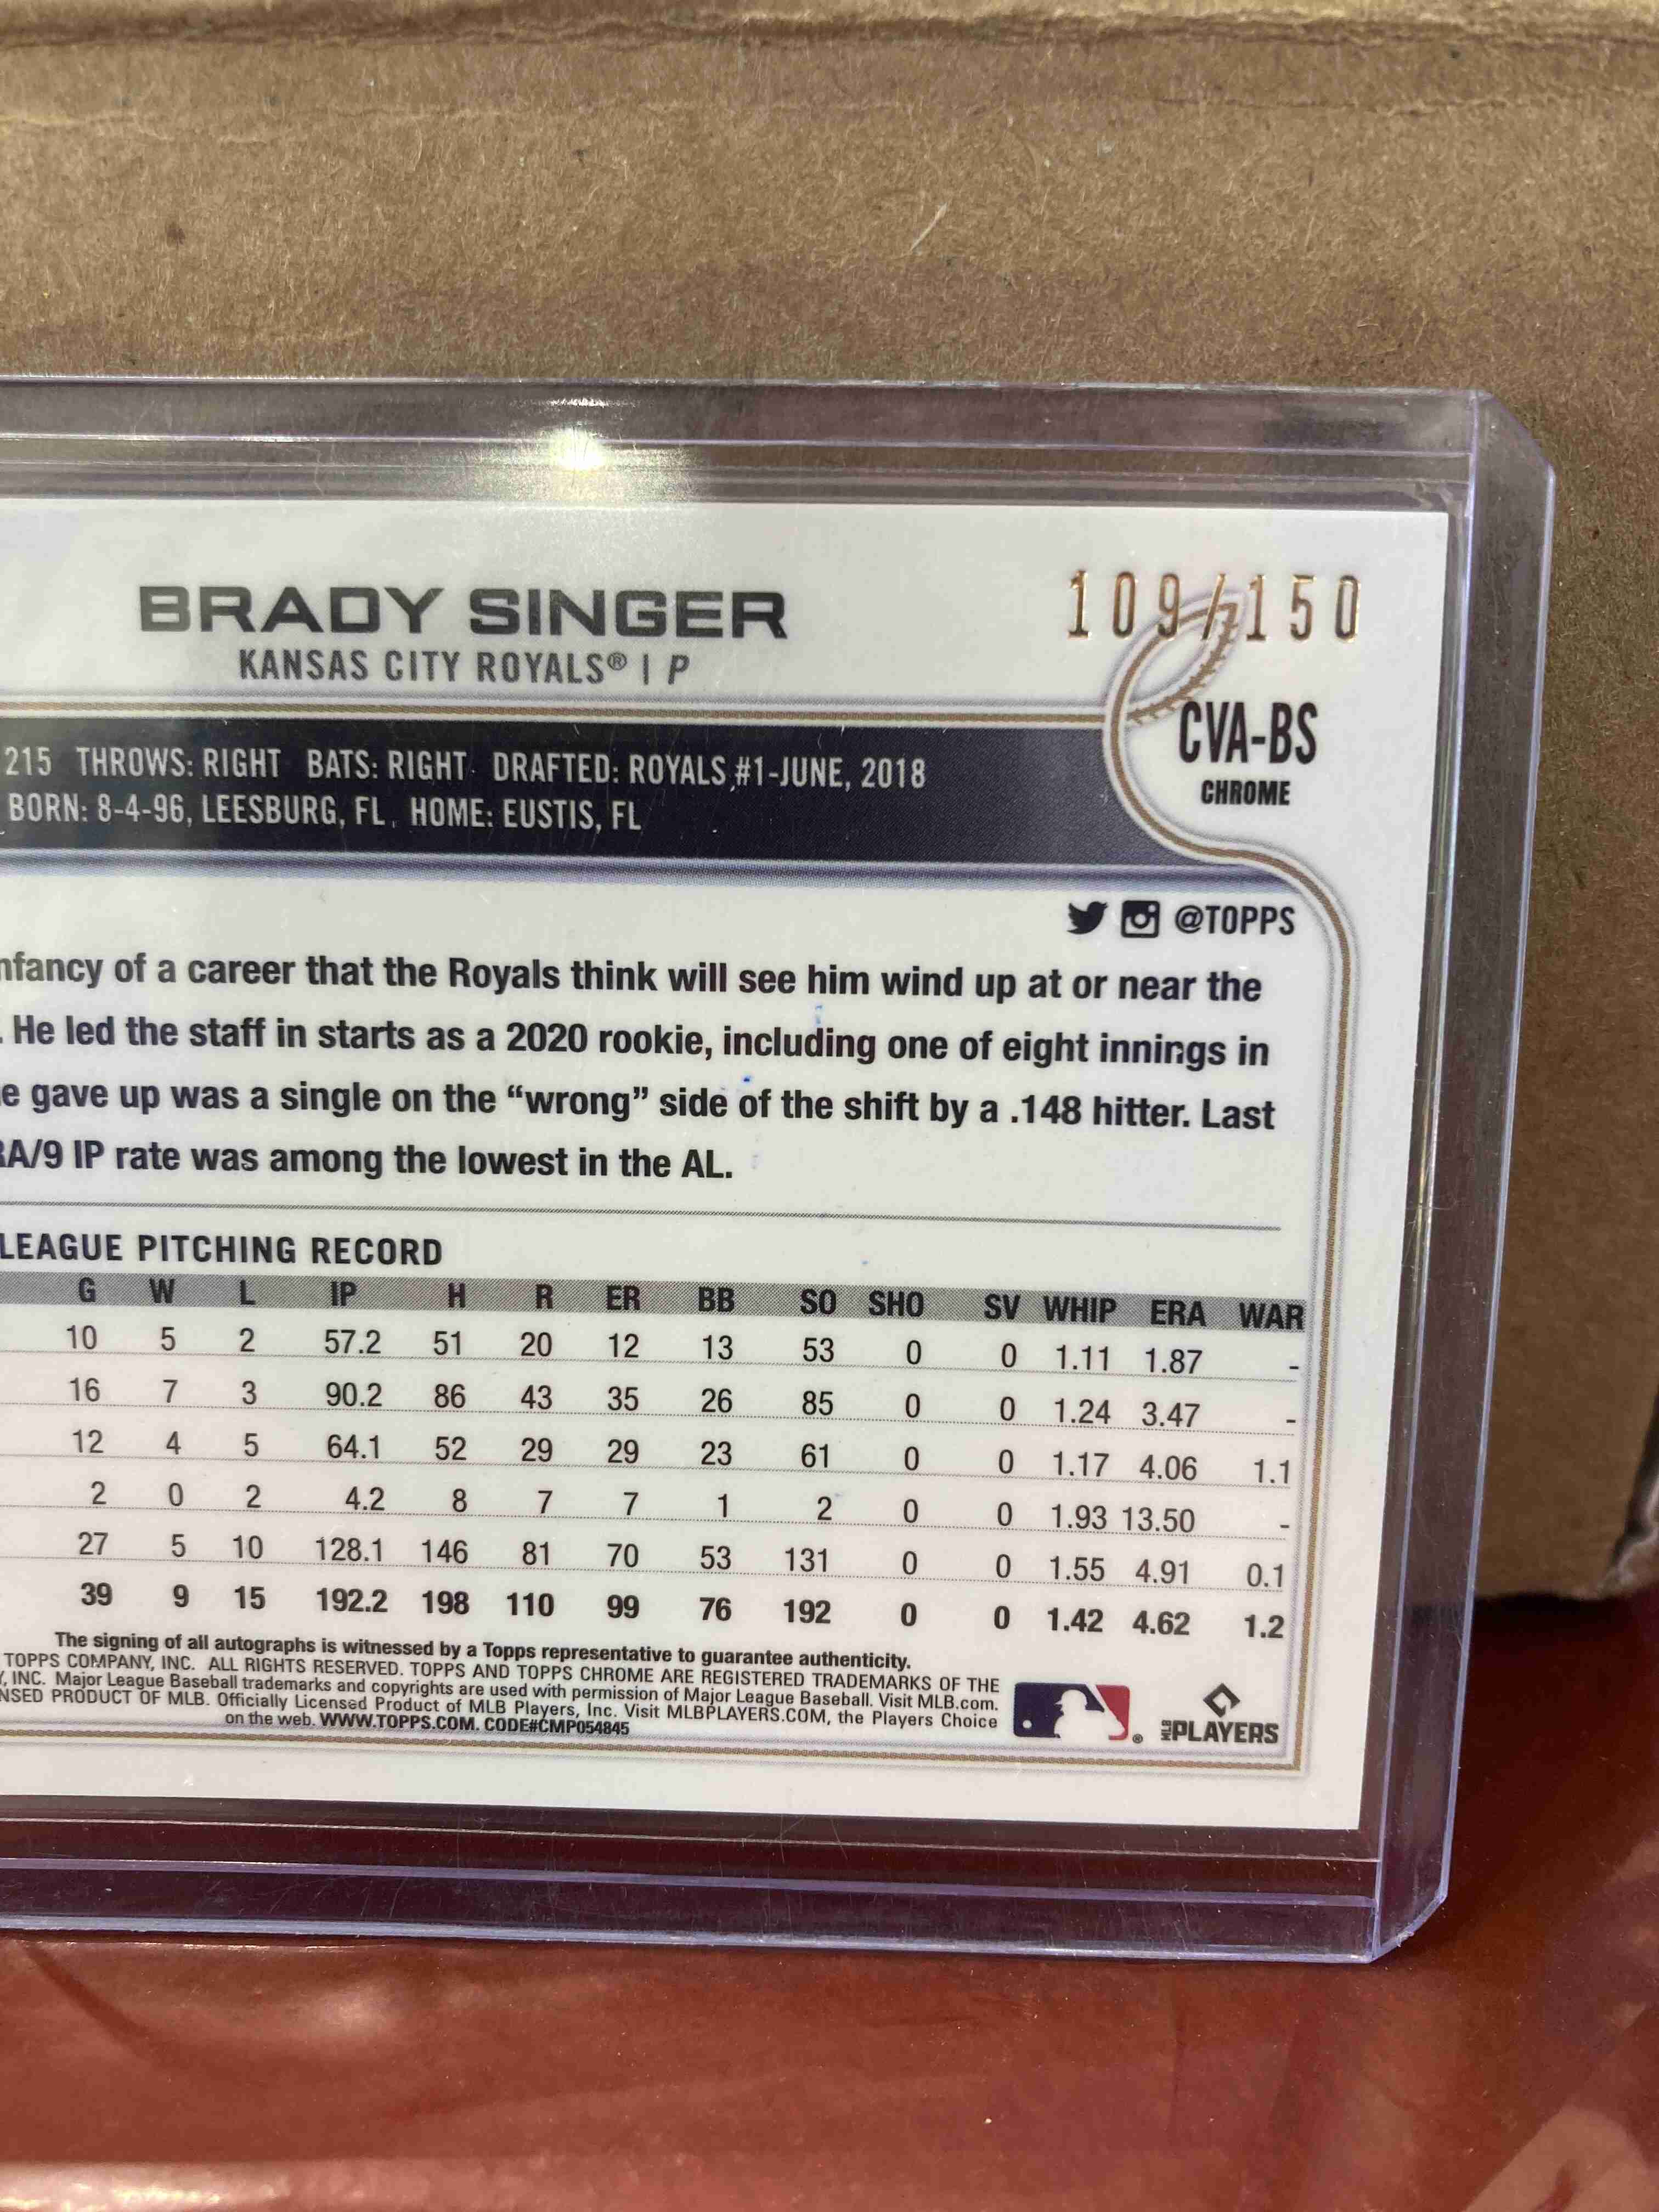 BRADY SINGER
KANSAS CITY ROYALS® | P
109/150
CVA-BS
CHROME
215 THROWS: RIGHT BATS: RIGHT DRAFTED: ROYALS #1-JUNE, 2018
BORN: 8-4-96, LEESBURG, FL HOME: EUSTIS, FL
@TOPPS
nfancy of a career that the Royals think will see him wind up at or near the
. He led the staff in starts as a 2020 rookie, including one of eight innings in
e gave up was a single on the “wrong” side of the shift by a .148 hitter. Last
RA/9 IP rate was among the lowest in the AL.
LEAGUE PITCHING RECORD
G W L IP H R ER BB SO SHO SV WHIP ERA WAR
10 5 2 57.2 51 20 12 13 53 0 0 1.11 1.87 -
16 7 3 90.2 86 43 35 26 85 0 0 1.24 3.47 -
12 4 5 64.1 52 29 29 23 61 0 0 1.17 4.06 1.1
2 0 2 4.2 8 7 7 1 2 0 0 1.93 13.50 -
27 5 10 128.1 146 81 70 53 131 0 0 1.55 4.91 0.1
39 9 15 192.2 198 110 99 76 192 0 0 1.42 4.62 1.2
The signing of all autographs is witnessed by a Topps representative to guarantee authenticity.
TOPPS COMPANY, INC. ALL RIGHTS RESERVED. TOPPS AND TOPPS CHROME ARE REGISTERED TRADEMARKS OF THE
Y, INC. Major League Baseball trademarks and copyrights are used with permission of Major League Baseball. Visit MLB.com.
NSED PRODUCT OF MLB. Officially Licensed Product of MLB Players, Inc. Visit MLBPLAYERS.COM, the Players Choice
on the web. WWW.TOPPS.COM. CODE#CMP054845
MLB PLAYERS